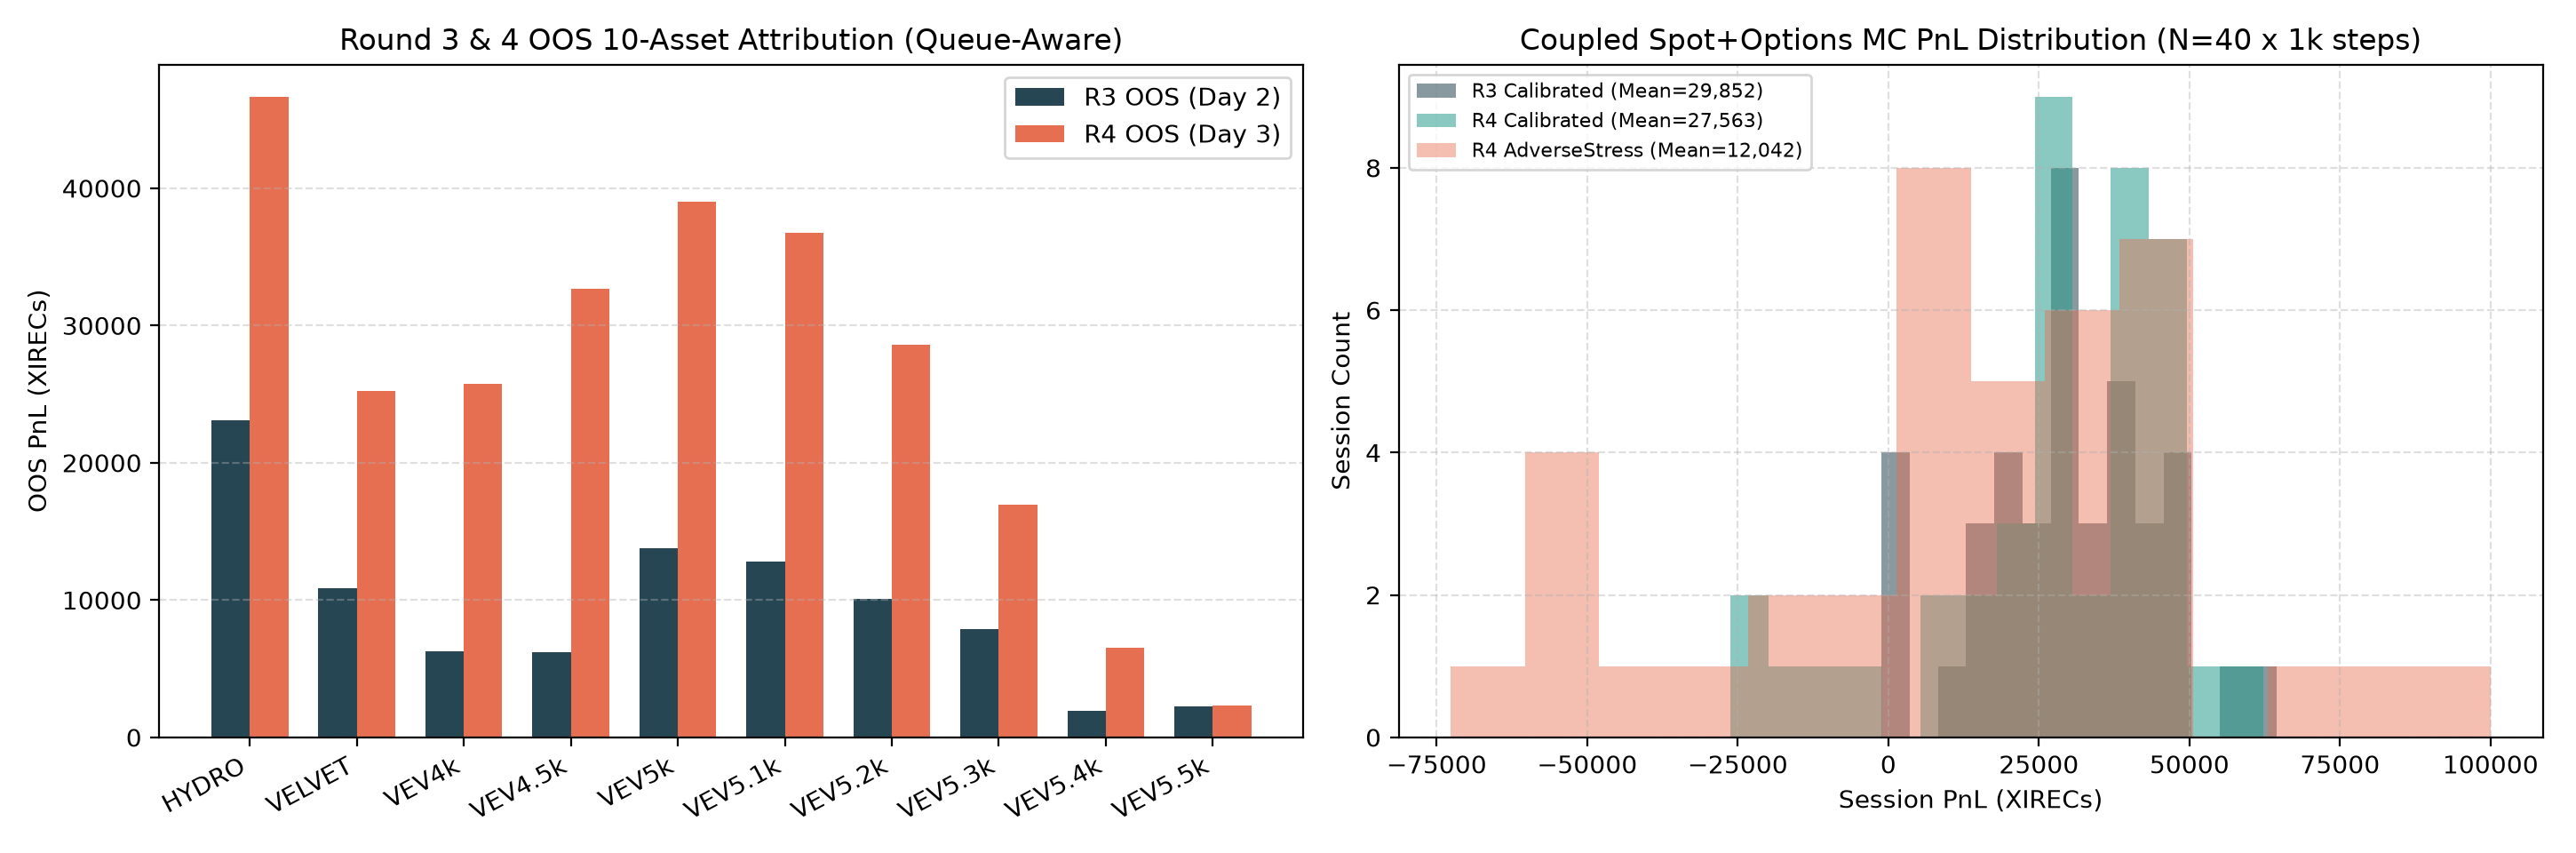 Round 3 & 4 OOS 10-Asset Attribution (Queue-Aware)
R3 OOS (Day 2)
R4 OOS (Day 3)
OOS PnL (XIRECs)
40000
30000
20000
10000
0
HYDRO
VELVET
VEV4k
VEV4.5k
VEV5k
VEV5.1k
VEV5.2k
VEV5.3k
VEV5.4k
VEV5.5k
Coupled Spot+Options MC PnL Distribution (N=40 x 1k steps)
R3 Calibrated (Mean=29,852)
R4 Calibrated (Mean=27,563)
R4 AdverseStress (Mean=12,042)
Session Count
8
6
4
2
0
−75000
−50000
−25000
0
25000
50000
75000
100000
Session PnL (XIRECs)